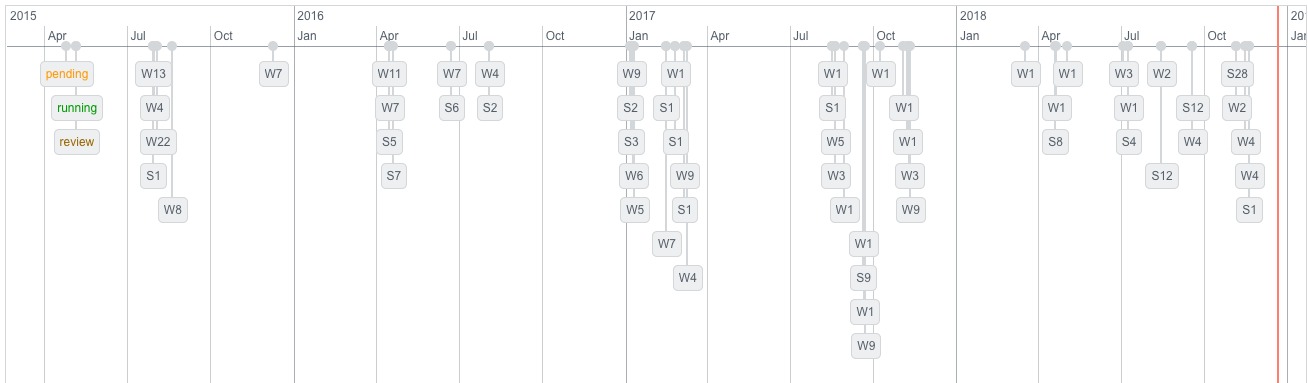 2015 2016 2017 2018 201
Apr Jul Oct Jan Apr Jul Oct Jan Apr Jul Oct Jan Apr Jul Oct Jan
pending W13 W7 W11 W7 W4 W9 W1 W1 W1 W1 W1 W3 W2 S28
running W4 W7 S6 S2 S2 S1 S1 W1 W1 W1 S12 W2
review W22 S5 S3 S1 W5 W1 S8 S4 W4 W4
S1 S7 W6 W9 W3 W3 S12 W4
W8 W5 S1 W1 W9 S1
W7 W1
W4 S9
W1
W9